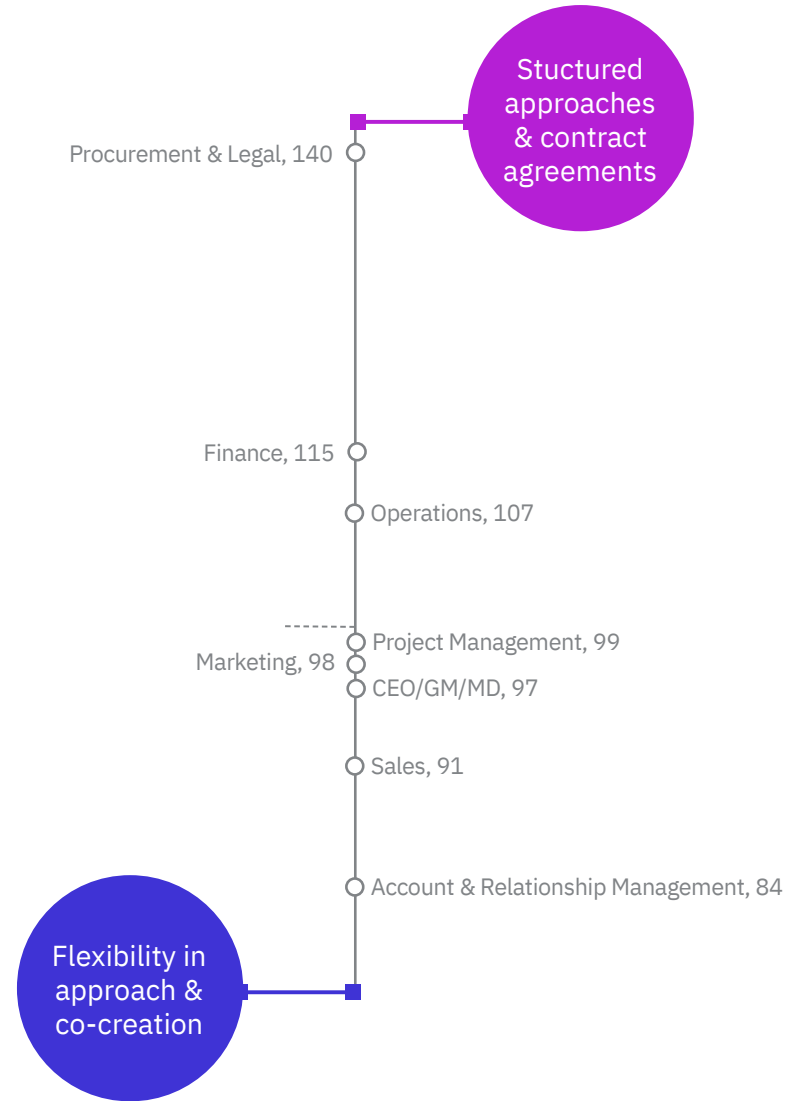 Stuctured
approaches
& contract
agreements
Procurement & Legal, 140
Finance, 115
Operations, 107
Project Management, 99
Marketing, 98
CEO/GM/MD, 97
Sales, 91
Account & Relationship Management, 84
Flexibility in
approach &
co-creation